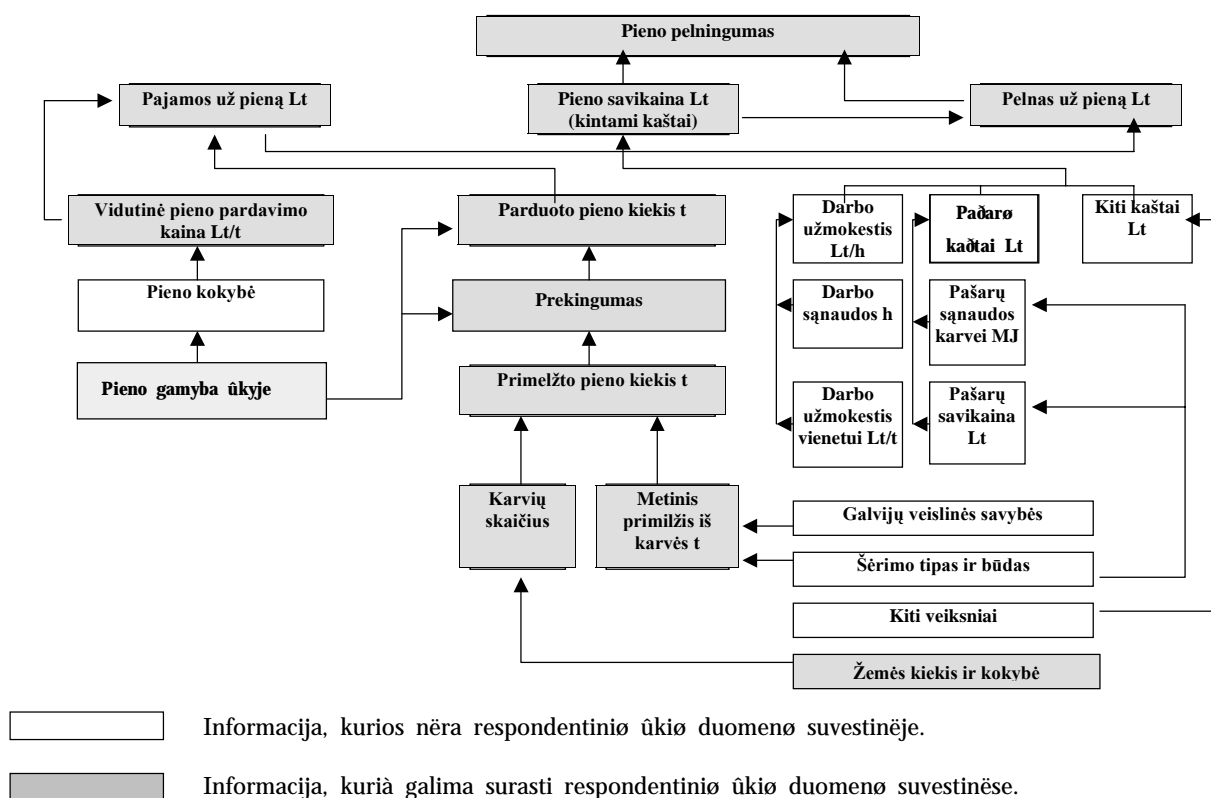 Pieno pelningumas
Pajamos už pieną Lt
Pieno savikaina Lt
(kintami kaštai)
Pelnas už pieną Lt
Vidutinė pieno pardavimo
kaina Lt/t
Parduoto pieno kiekis t
Darbo
užmokestis
Lt/h
Paðarø
kaðtai Lt
Kiti kaštai
Lt
Pieno kokybė
Prekingumas
Darbo
sąnaudos h
Pašarų
sąnaudos
karvei MJ
Pieno gamyba ûkyje
Primelžto pieno kiekis t
Darbo
užmokestis
vienetui Lt/t
Pašarų
savikaina
Lt
Karvių
skaičius
Metinis
primilžis iš
karvės t
Galvijų veislinės savybės
Šėrimo tipas ir būdas
Kiti veiksniai
Žemės kiekis ir kokybė
Informacija, kurios nëra respondentiniø ûkiø duomenø suvestinëje.
Informacija, kurià galima surasti respondentiniø ûkiø duomenø suvestinëse.